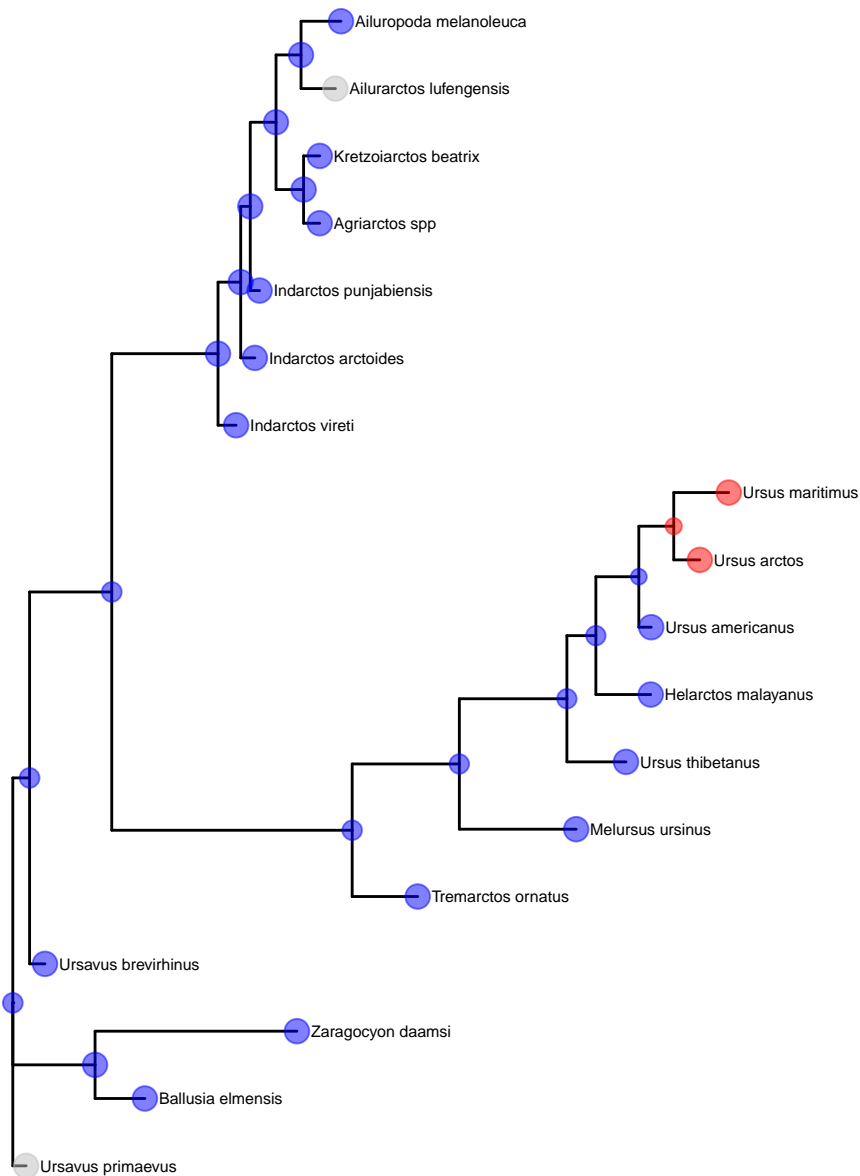 Ailuropoda melanoleuca
Ailurarctos lufengensis
Kretzoiarctos beatrix
Agriarctos spp
Indarctos punjabiensis
Indarctos arctoides
Indarctos vireti
Ursus maritimus
Ursus arctos
Ursus americanus
Helarctos malayanus
Ursus thibetanus
Melursus ursinus
Tremarctos ornatus
Ursavus brevirhinus
Zaragocyon daamsi
Ballusia elmensis
Ursavus primaevus